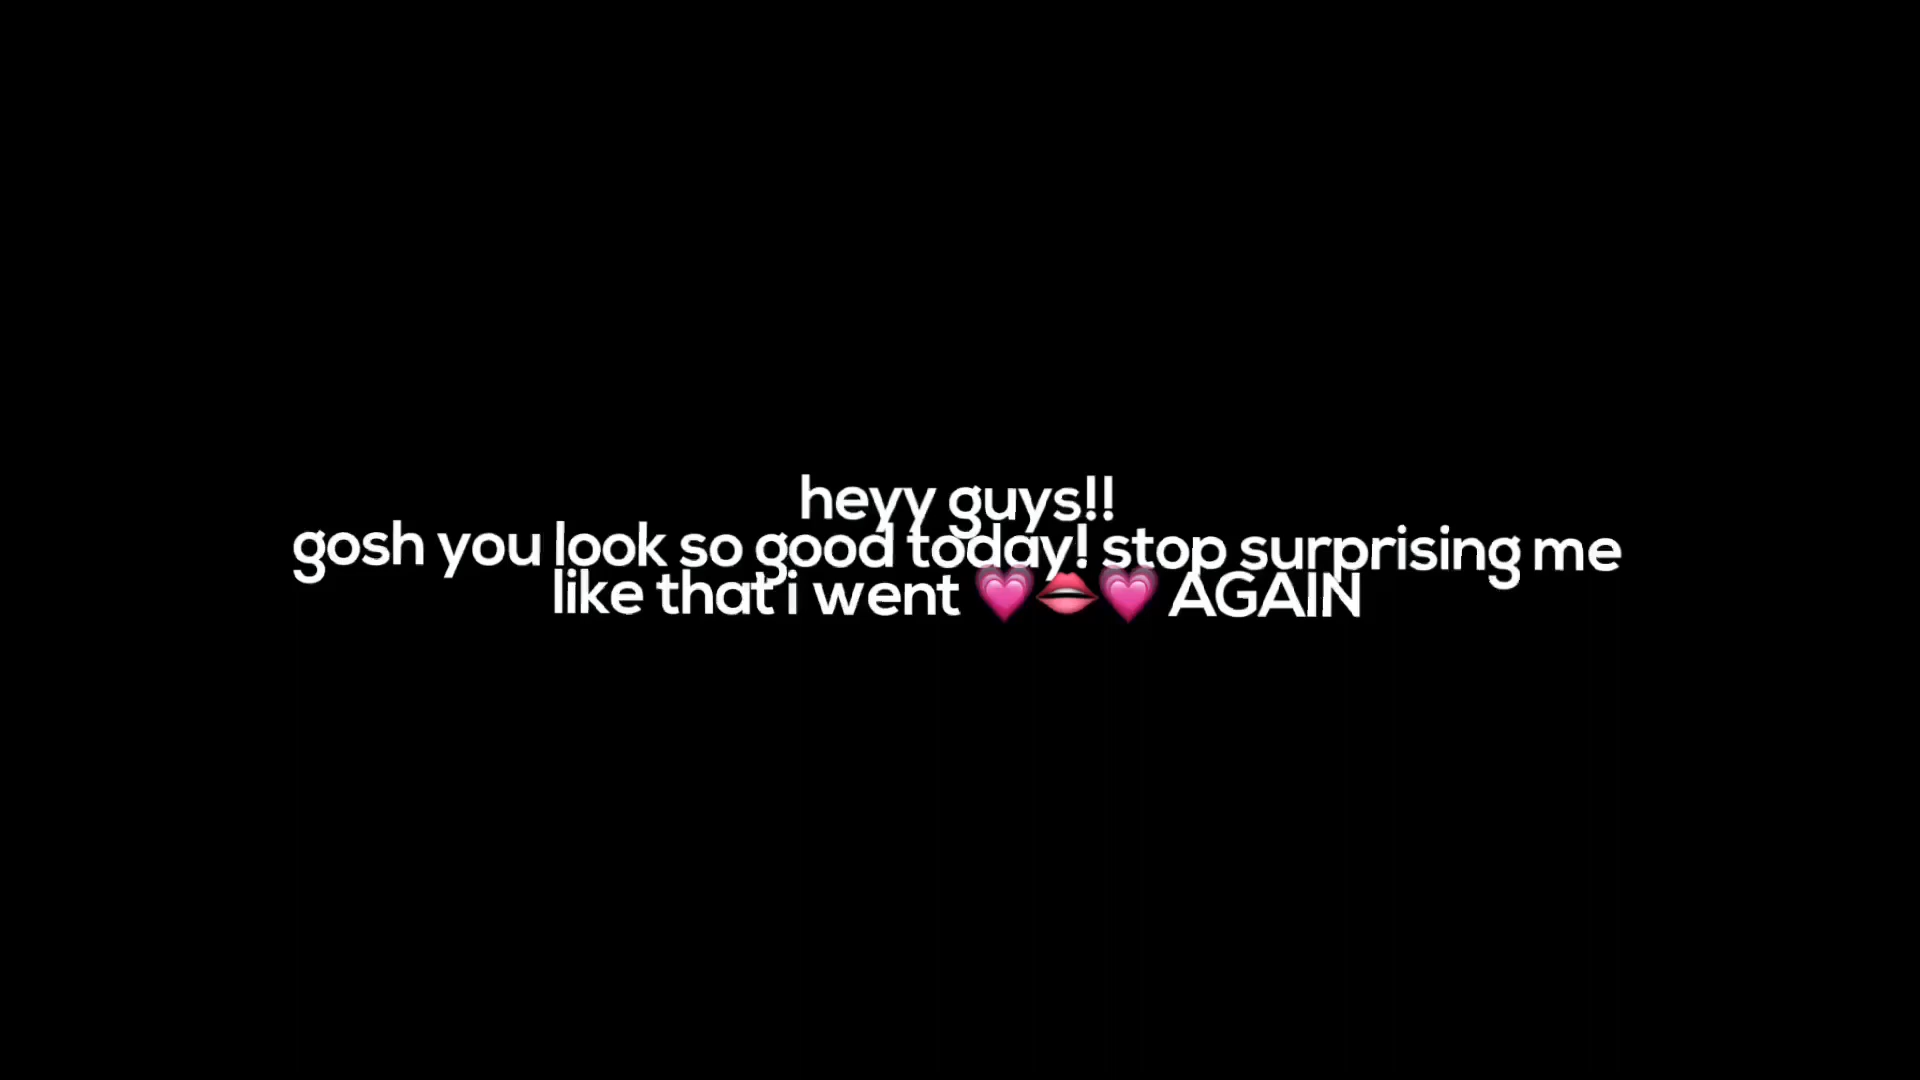 heyy guys!!
gosh you look so good today! stop surprising me
like that i went 💗👄💗 AGAIN